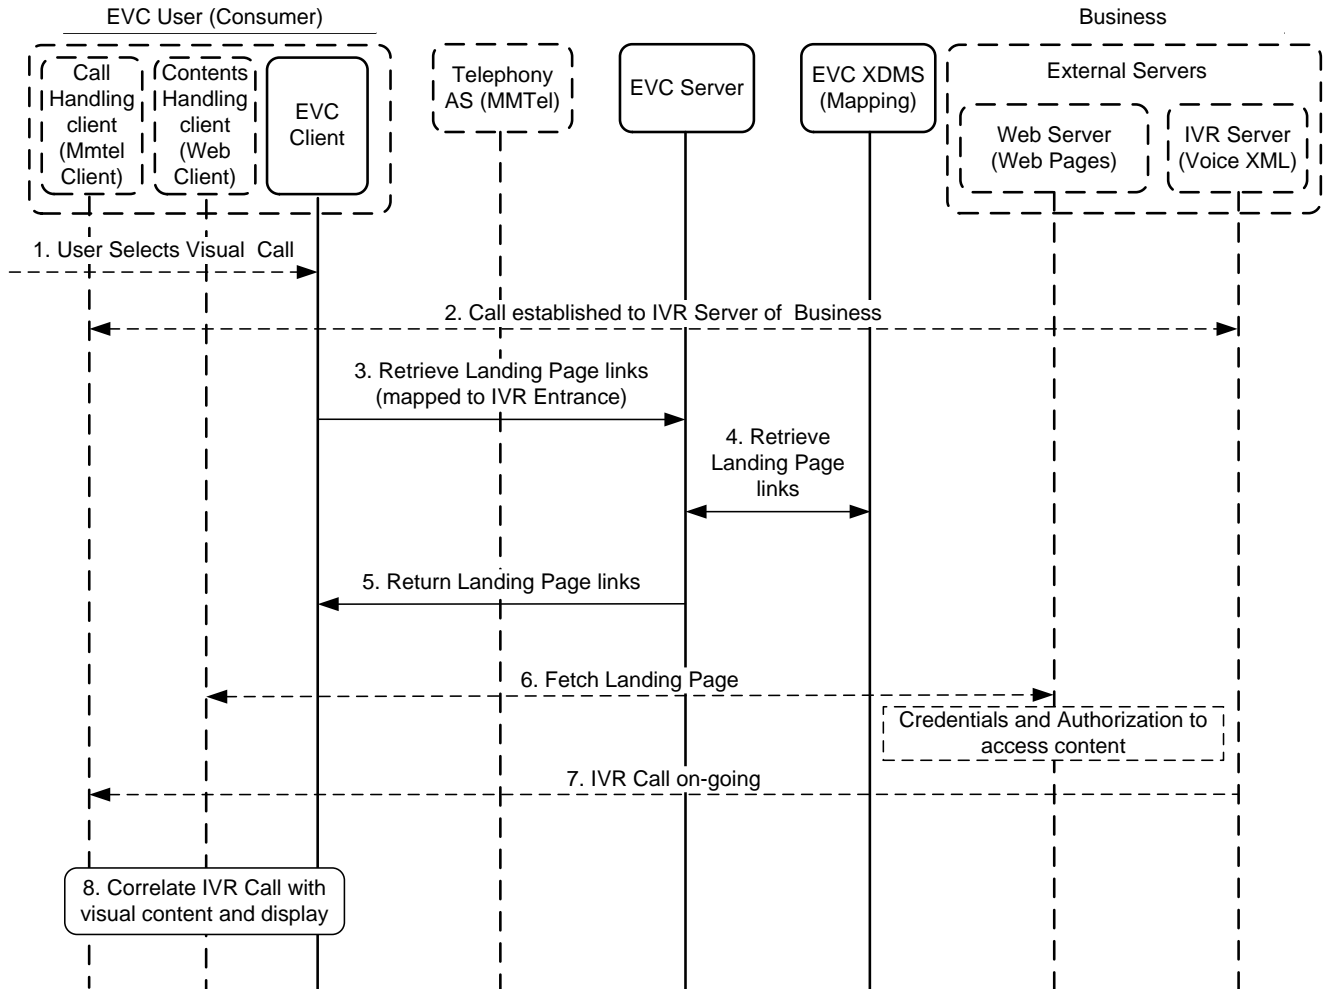 EVC User (Consumer)
Business
Call
Handling
client
(Mmtel
Client)
Contents
Handling
client
(Web
Client)
EVC
Client
Telephony
AS (MMTel)
EVC Server
EVC XDMS
(Mapping)
External Servers
Web Server
(Web Pages)
IVR Server
(Voice XML)
1. User Selects Visual Call
2. Call established to IVR Server of Business
3. Retrieve Landing Page links
(mapped to IVR Entrance)
4. Retrieve
Landing Page
links
5. Return Landing Page links
6. Fetch Landing Page
Credentials and Authorization to
access content
7. IVR Call on-going
8. Correlate IVR Call with
visual content and display